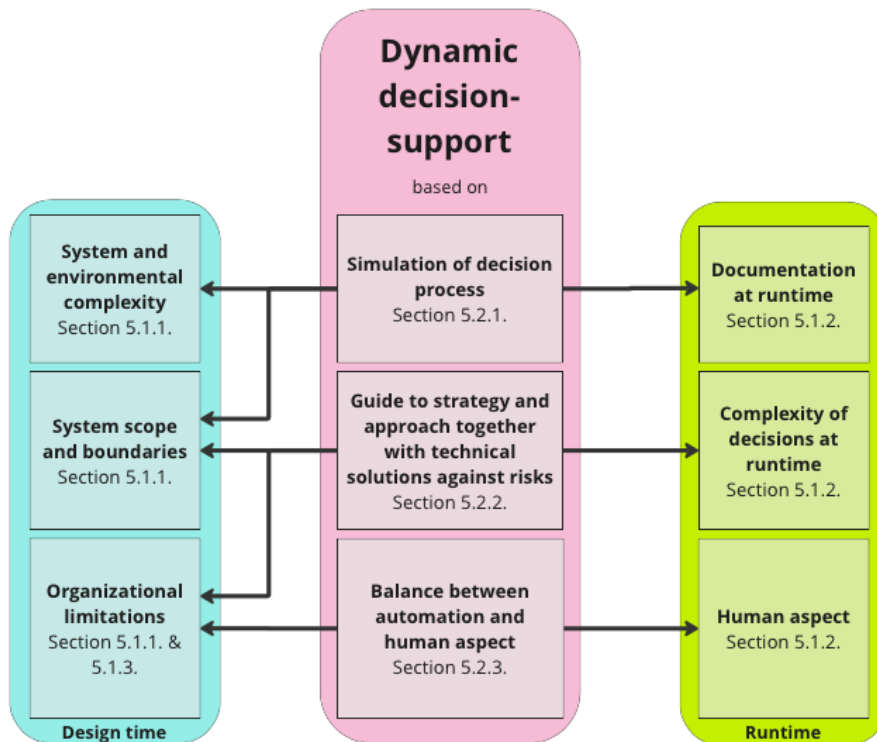 Dynamic
decision-
support
based on
System and
environmental
complexity
Section 5.1.1.
System scope
and boundaries
Section 5.1.1.
Organizational
limitations
Section 5.1.1. &
5.1.3.
Design time
Simulation of decision
process
Section 5.2.1.
Guide to strategy and
approach together
with technical
solutions against risks
Section 5.2.2.
Balance between
automation and
human aspect
Section 5.2.3.
Documentation
at runtime
Section 5.1.2.
Complexity of
decisions at
runtime
Section 5.1.2.
Human aspect
Section 5.1.2.
Runtime